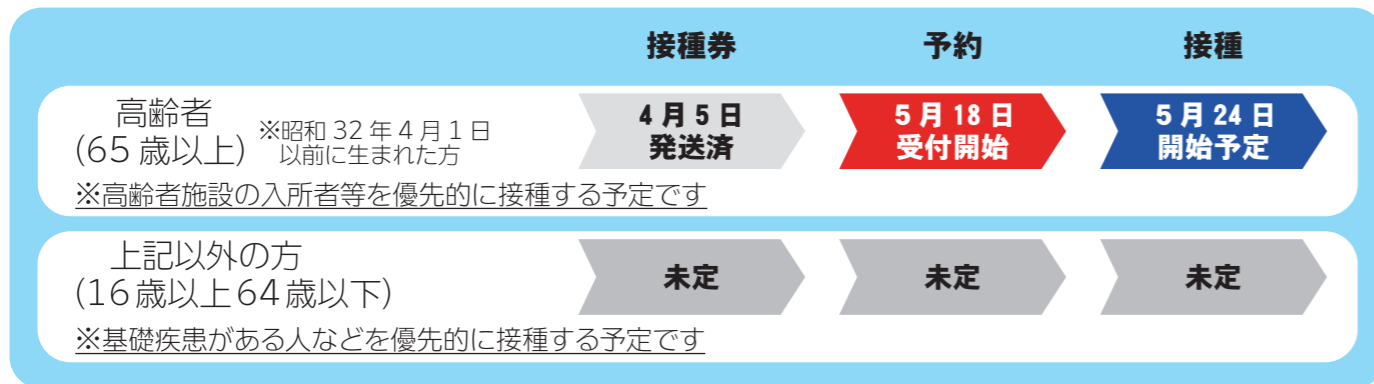 接種券 予約 接種
高齢者
(65歳以上)
※昭和32年4月1日
以前に生まれた方
4月5日
発送済
5月18日
受付開始
5月24日
開始予定
※高齢者施設の入所者等を優先的に接種する予定です
上記以外の方
(16歳以上64歳以下)
未定 未定 未定
※基礎疾患がある人などを優先的に接種する予定です